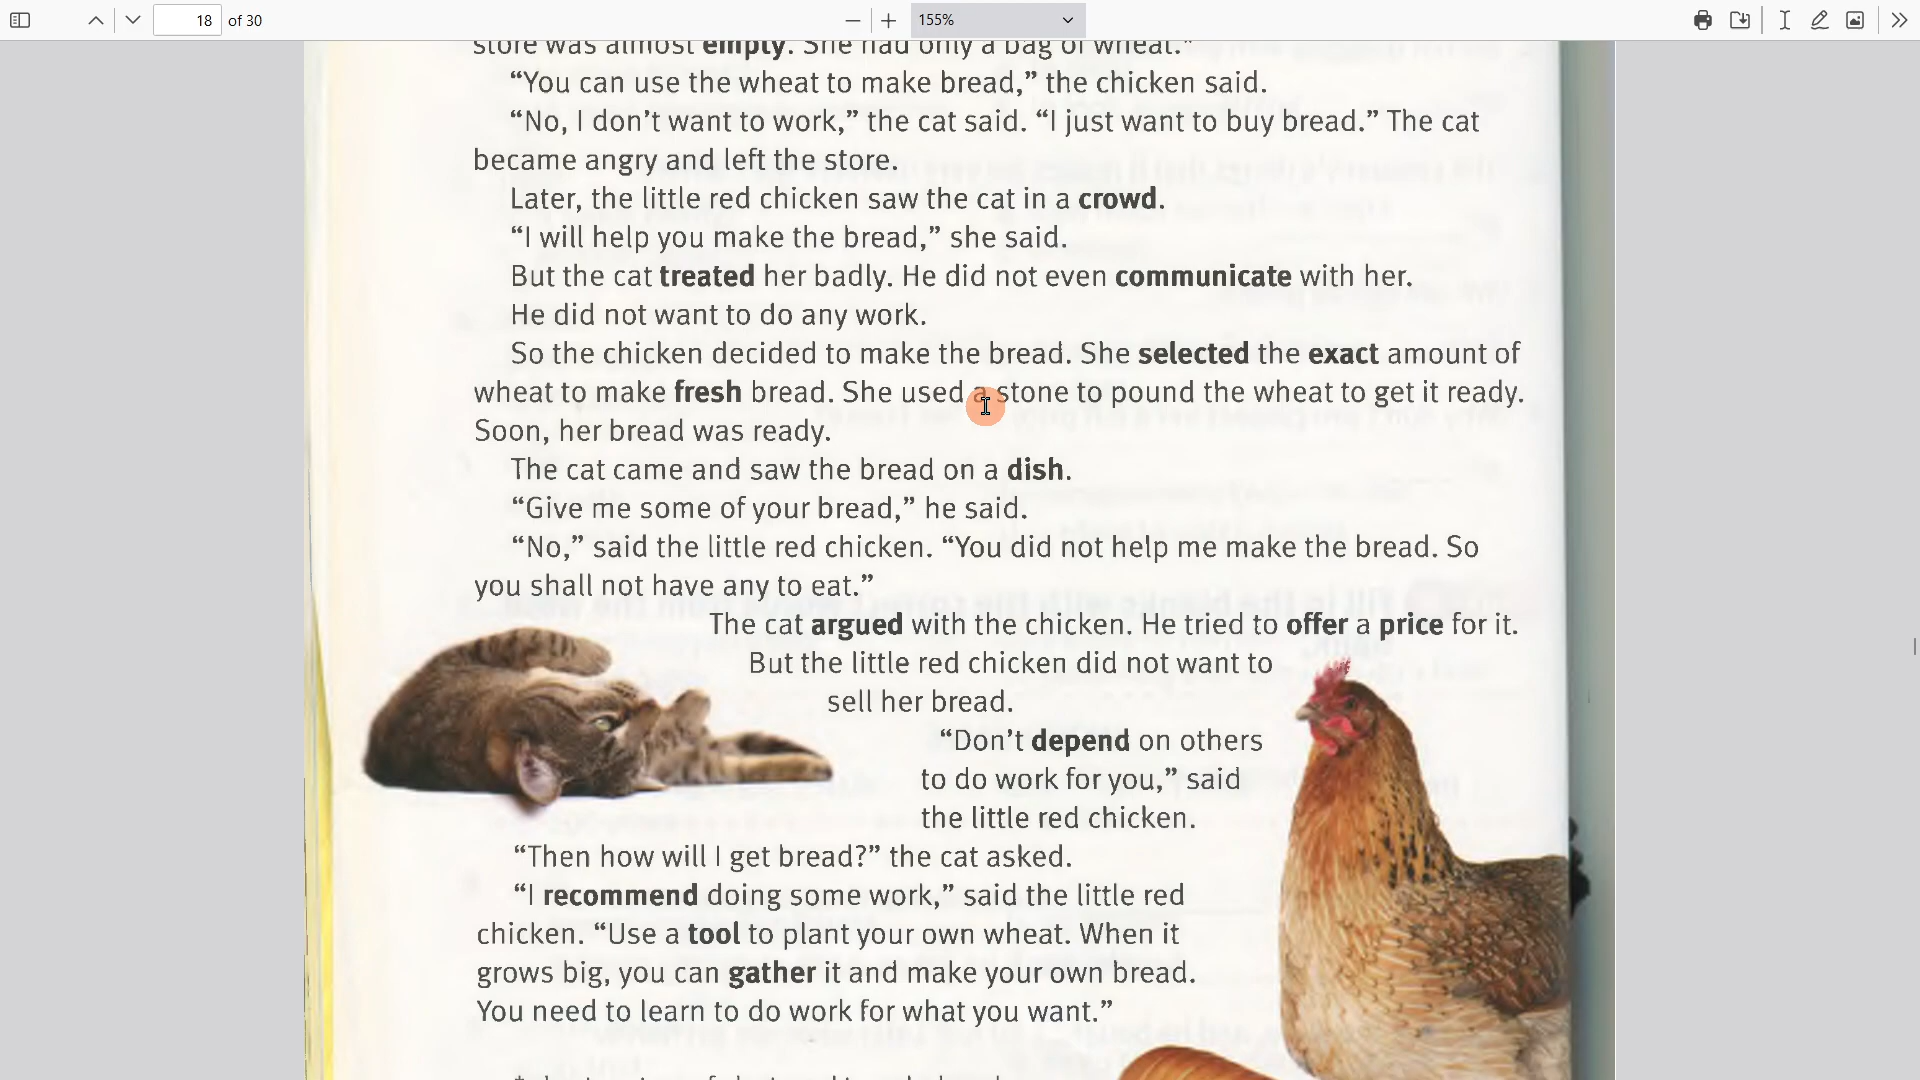 18 of 30
155%
store was almost empty. She had only a bag of wheat.*
“You can use the wheat to make bread,” the chicken said.
“No, I don’t want to work,” the cat said. “I just want to buy bread.” The cat
became angry and left the store.
Later, the little red chicken saw the cat in a crowd.
“I will help you make the bread,” she said.
But the cat treated her badly. He did not even communicate with her.
He did not want to do any work.
So the chicken decided to make the bread. She selected the exact amount of
wheat to make fresh bread. She used a stone to pound the wheat to get it ready.
Soon, her bread was ready.
The cat came and saw the bread on a dish.
“Give me some of your bread,” he said.
“No,” said the little red chicken. “You did not help me make the bread. So
you shall not have any to eat.”
The cat argued with the chicken. He tried to offer a price for it.
But the little red chicken did not want to
sell her bread.
“Don’t depend on others
to do work for you,” said
the little red chicken.
“Then how will I get bread?” the cat asked.
“I recommend doing some work,” said the little red
chicken. “Use a tool to plant your own wheat. When it
grows big, you can gather it and make your own bread.
You need to learn to do work for what you want.”